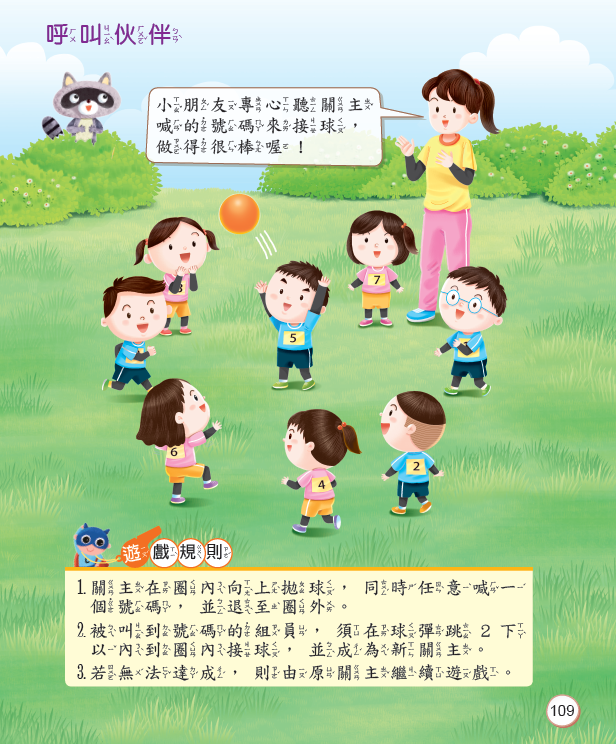 呼叫伙伴
小朋友專心聽關主
喊的號碼來接球，
做得很棒喔！
7
5
6
4
2
遊戲規則
1.關主在圈內向上拋球，同時任意喊一
個號碼，並退至圈外。
2.被叫到號碼的組員，須在球彈跳 2 下
以內到圈內接球，並成為新關主。
3.若無法達成，則由原關主繼續遊戲。
109